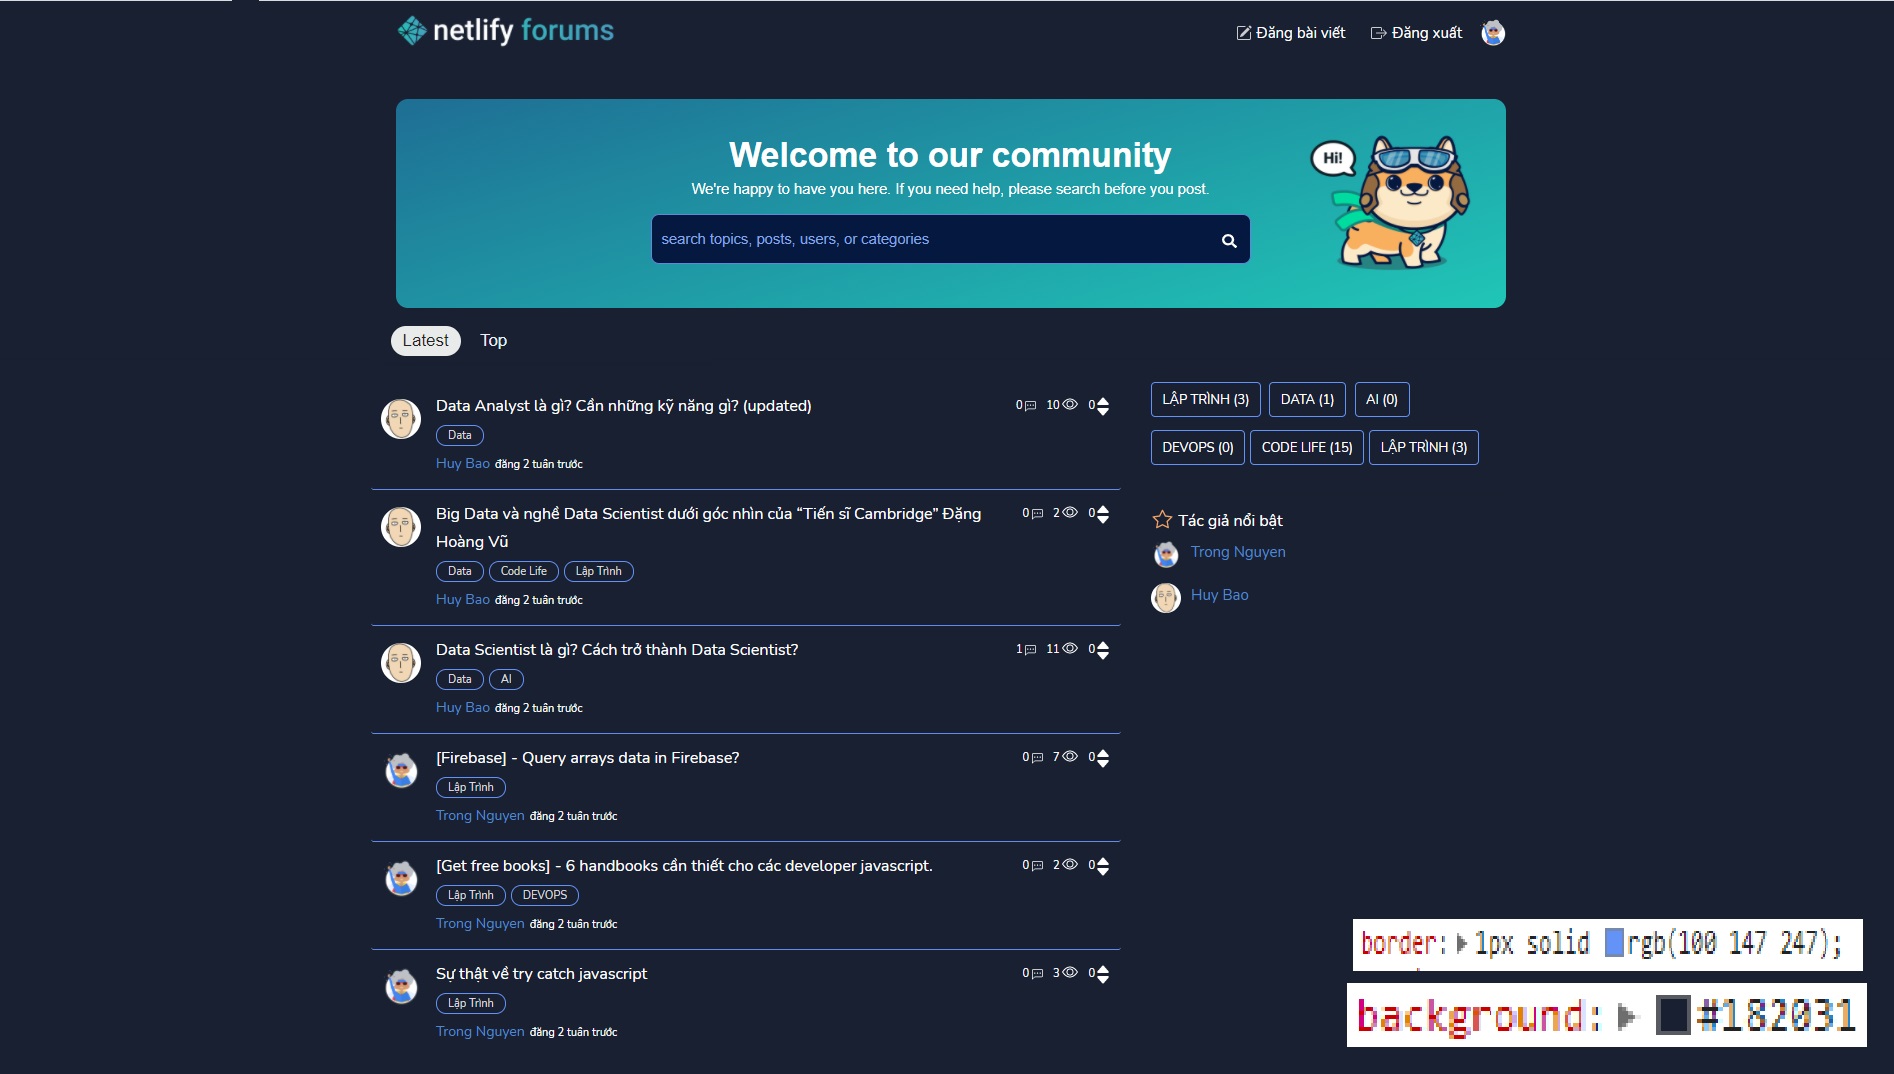 netlify forums
Đăng bài viết
Đăng xuất
Welcome to our community
We're happy to have you here. If you need help, please search before you post.
search topics, posts, users, or categories
Hi!
Latest
Top
Data Analyst là gì? Cần những kỹ năng gì? (updated)
0 10 0
Data
Huy Bao đăng 2 tuần trước
Big Data và nghề Data Scientist dưới góc nhìn của “Tiến sĩ Cambridge” Đặng
Hoàng Vũ
0 2 0
Data Code Life Lập Trình
Huy Bao đăng 2 tuần trước
Data Scientist là gì? Cách trở thành Data Scientist?
1 11 0
Data AI
Huy Bao đăng 2 tuần trước
[Firebase] - Query arrays data in Firebase?
0 7 0
Lập Trình
Trong Nguyen đăng 2 tuần trước
[Get free books] - 6 handbooks cần thiết cho các developer javascript.
0 2 0
Lập Trình DEVOPS
Trong Nguyen đăng 2 tuần trước
Sự thật về try catch javascript
0 3 0
Lập Trình
Trong Nguyen đăng 2 tuần trước
LẬP TRÌNH (3) DATA (1) AI (0)
DEVOPS (0) CODE LIFE (15) LẬP TRÌNH (3)
Tác giả nổi bật
Trong Nguyen
Huy Bao
border: 1px solid rgb(100 147 247);
background: #182031